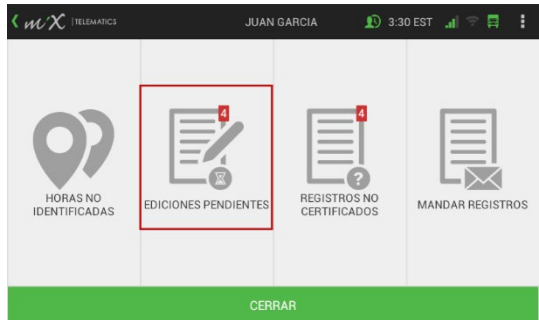 miX TELEMATICS JUAN GARCIA 3:30 EST
4 4
HORAS NO
IDENTIFICADAS
EDICIONES PENDIENTES
?
REGISTROS NO
CERTIFICADOS
MANDAR REGISTROS
CERRAR